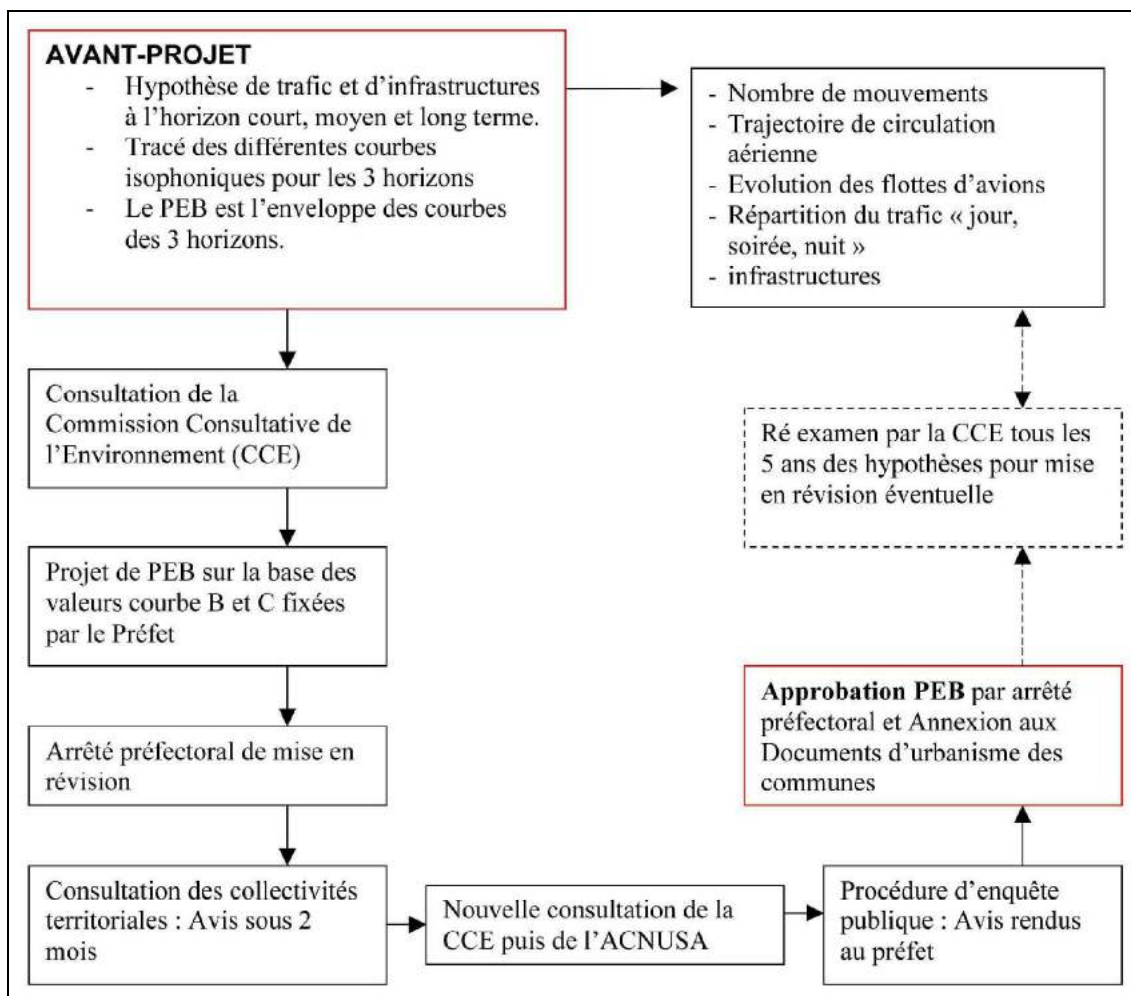 AVANT-PROJET
- Hypothèse de trafic et d'infrastructures
à l'horizon court, moyen et long terme.
- Tracé des différentes courbes
isophoniques pour les 3 horizons
- Le PEB est l'enveloppe des courbes
des 3 horizons.
- Nombre de mouvements
- Trajectoire de circulation
aérienne
- Evolution des flottes d'avions
- Répartition du trafic « jour,
soirée, nuit »
- infrastructures
Consultation de la
Commission Consultative de
l'Environnement (CCE)
Projet de PEB sur la base des
valeurs courbe B et C fixées
par le Préfet
Arrêté préfectoral de mise en
révision
Consultation des collectivités
territoriales : Avis sous 2
mois
Nouvelle consultation de la
CCE puis de l'ACNUSA
Procédure d'enquête
publique : Avis rendus
au préfet
Approbation PEB par arrêté
préfectoral et Annexion aux
Documents d'urbanisme des
communes
Ré examen par la CCE tous les
5 ans des hypothèses pour mise
en révision éventuelle